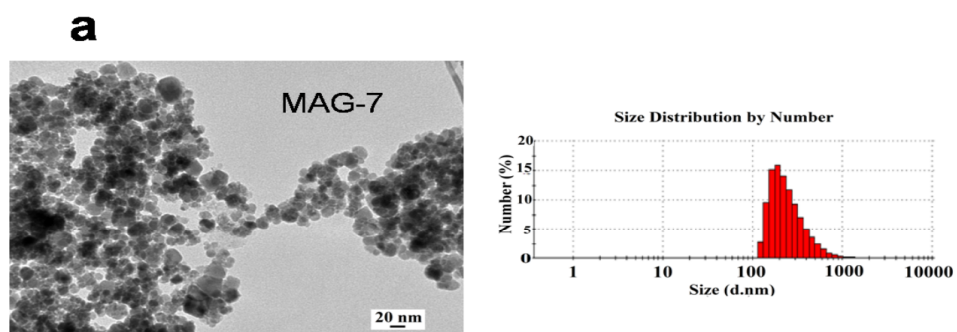 a
MAG-7
20 nm
Size Distribution by Number
Number (%)
20
15
10
5
0
1 10 100 1000 10000
Size (d.nm)